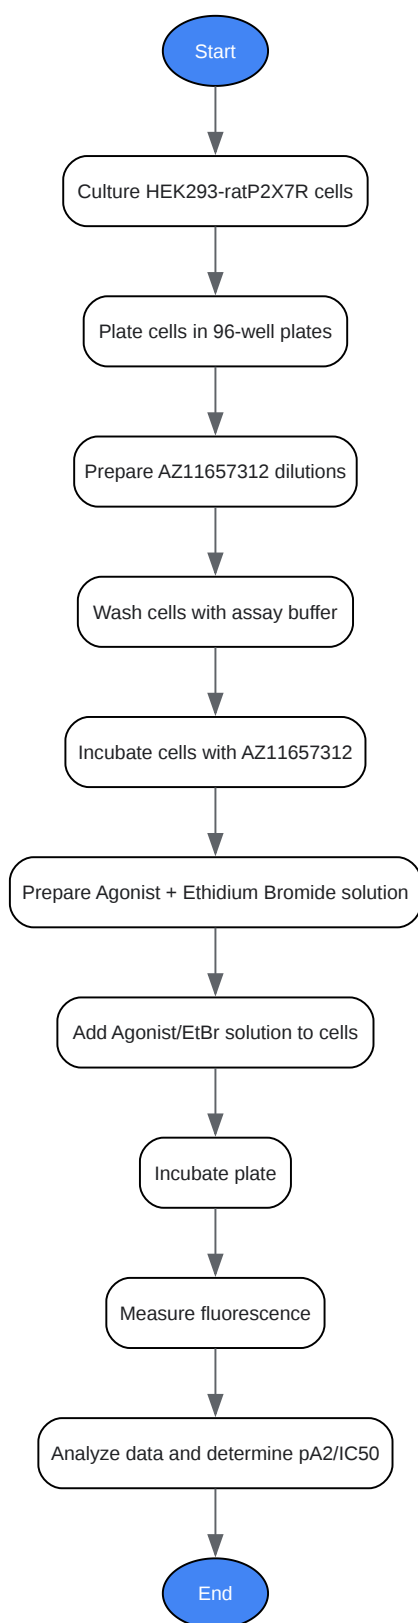 Start
Culture HEK293-ratP2X7R cells
Plate cells in 96-well plates
Prepare AZ11657312 dilutions
Wash cells with assay buffer
Incubate cells with AZ11657312
Prepare Agonist + Ethidium Bromide solution
Add Agonist/EtBr solution to cells
Incubate plate
Measure fluorescence
Analyze data and determine pA2/IC50
End